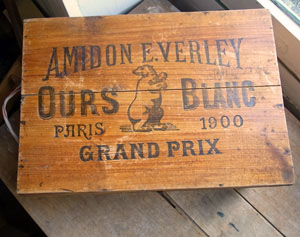 AMIDON E.VERLEY
OURS BLANC
PARIS 1900
GRAND PRIX